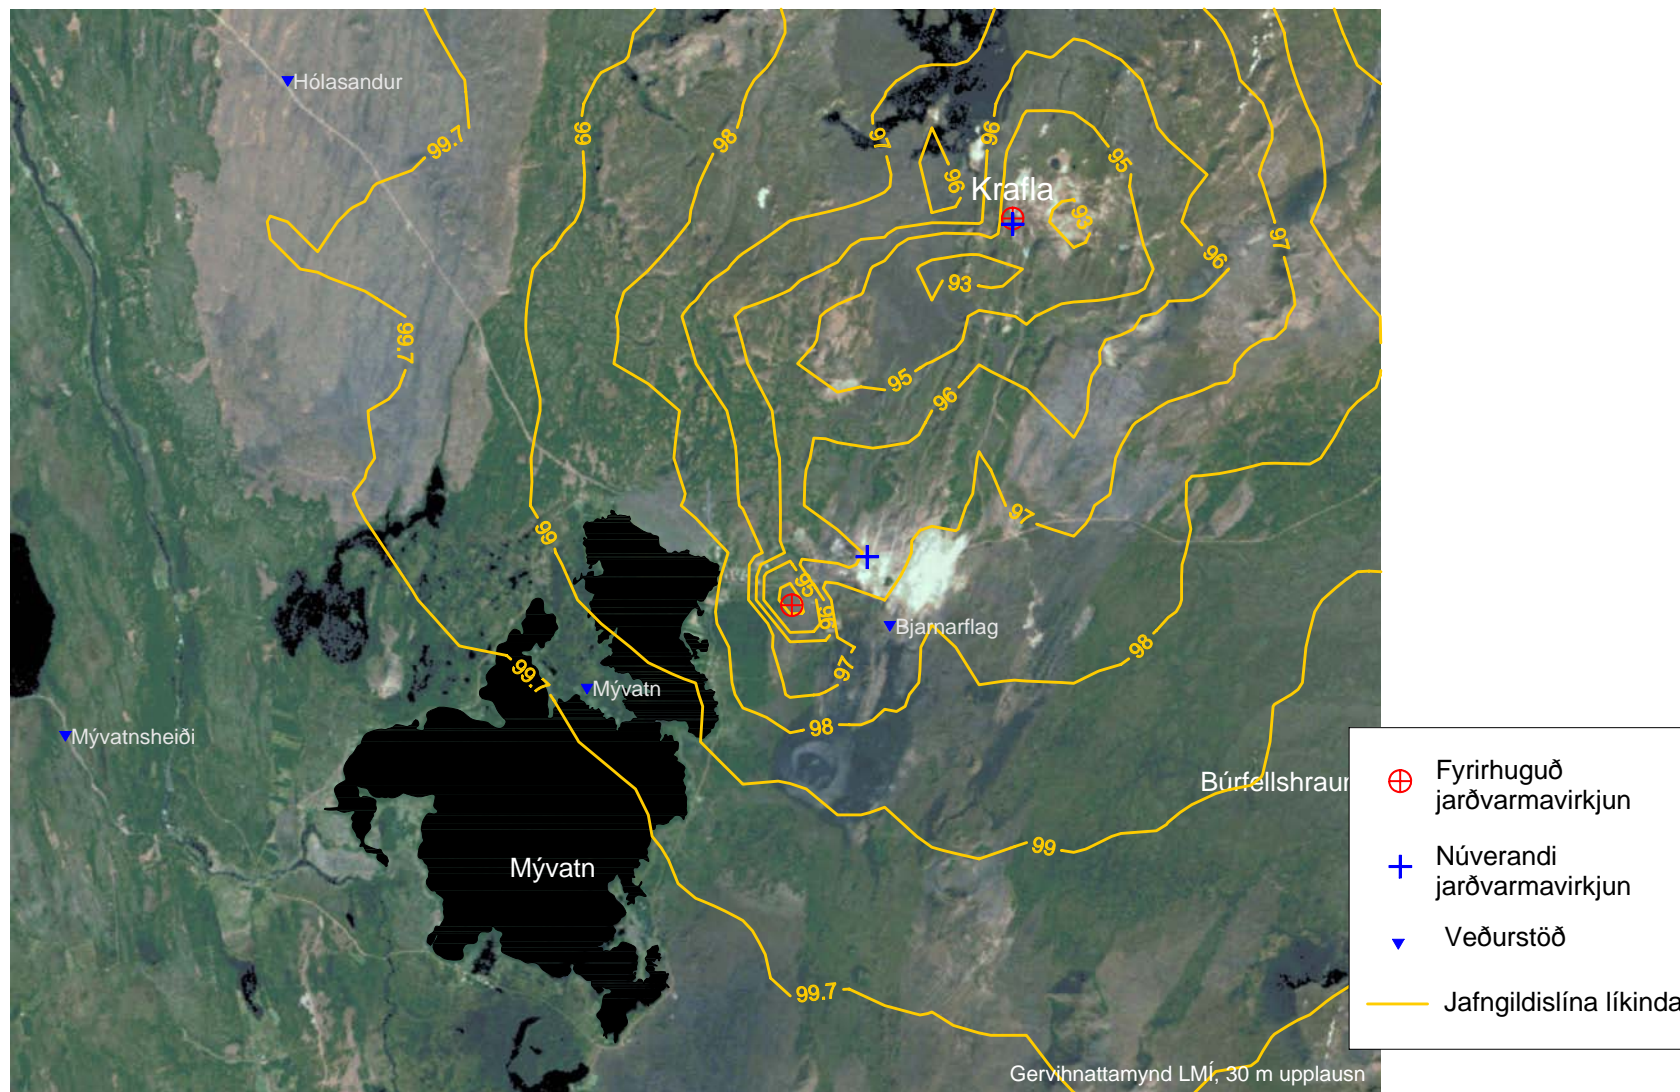 Hólasandur
99.7
99
98
97
96
96
95
Krafla
93
96
97
99.7
93
95
96
99
97
95
96
Bjarnarflag
98
99.7
Mývatn
97
98
Mývatnsheiði
Búrfellshraun
Mývatn
99
99.7
Fyrirhuguð
jarðvarmavirkjun
Núverandi
jarðvarmavirkjun
Veðurstöð
Jafngildislína líkinda
Gervihnattamynd LMÍ, 30 m upplausn